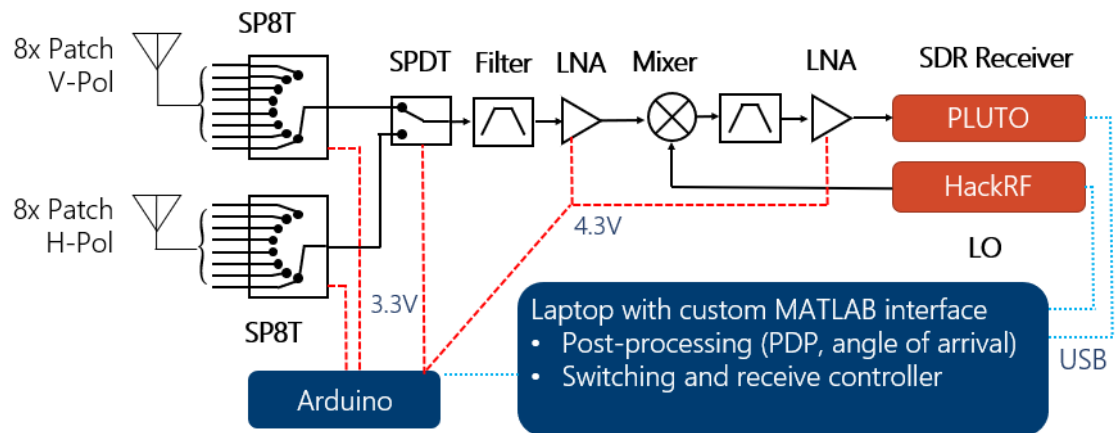 SP8T
8x Patch
V-Pol
SPDT
Filter
LNA
Mixer
LNA
SDR Receiver
PLUTO
HackRF
LO
8x Patch
H-Pol
SP8T
3.3V
4.3V
Arduino
Laptop with custom MATLAB interface
• Post-processing (PDP, angle of arrival)
• Switching and receive controller
USB